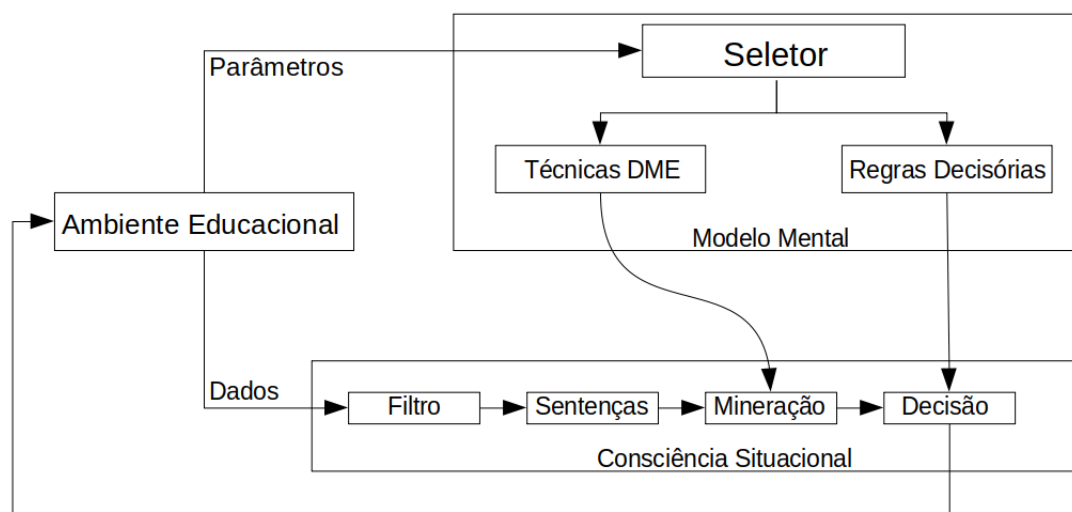 Seletor
Parâmetros
Técnicas DME
Regras Decisórias
Ambiente Educacional
Modelo Mental
Dados
Filtro
Sentenças
Mineração
Decisão
Consciência Situacional